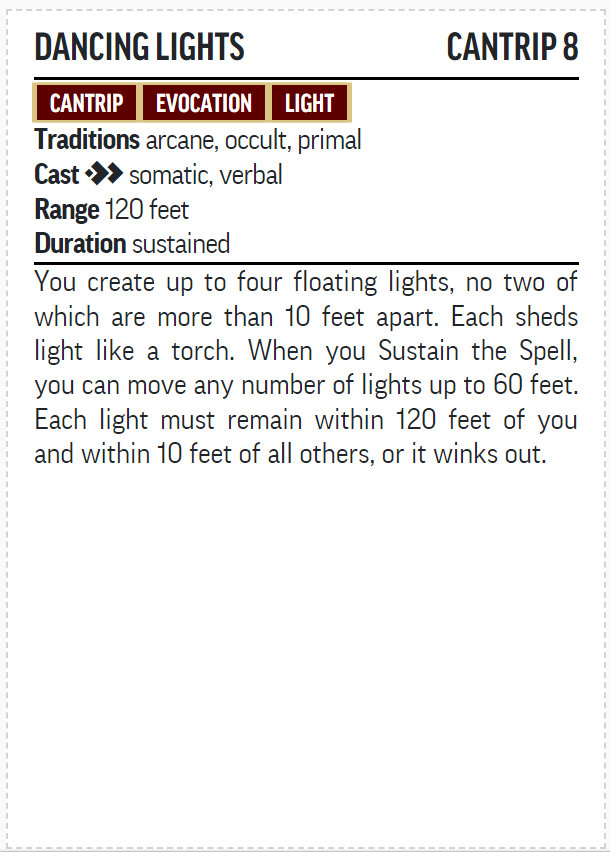 DANCING LIGHTS CANTRIP 8
CANTRIP EVOCATION LIGHT
Traditions arcane, occult, primal
Cast somatic, verbal
Range 120 feet
Duration sustained
You create up to four floating lights, no two of
which are more than 10 feet apart. Each sheds
light like a torch. When you Sustain the Spell,
you can move any number of lights up to 60 feet.
Each light must remain within 120 feet of you
and within 10 feet of all others, or it winks out.